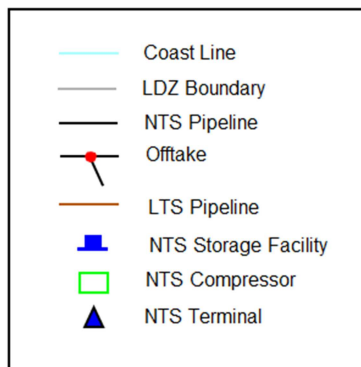 Coast Line
LDZ Boundary
NTS Pipeline
Offtake
LTS Pipeline
NTS Storage Facility
NTS Compressor
NTS Terminal